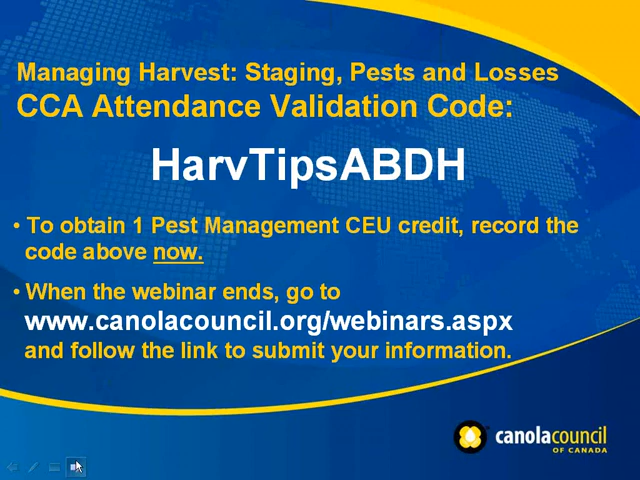 Managing Harvest: Staging, Pests and Losses
CCA Attendance Validation Code:
HarvTipsABDH
• To obtain 1 Pest Management CEU credit, record the
code above now.
• When the webinar ends, go to
www.canolacouncil.org/webinars.aspx
and follow the link to submit your information.
canolacouncil
OF CANADA